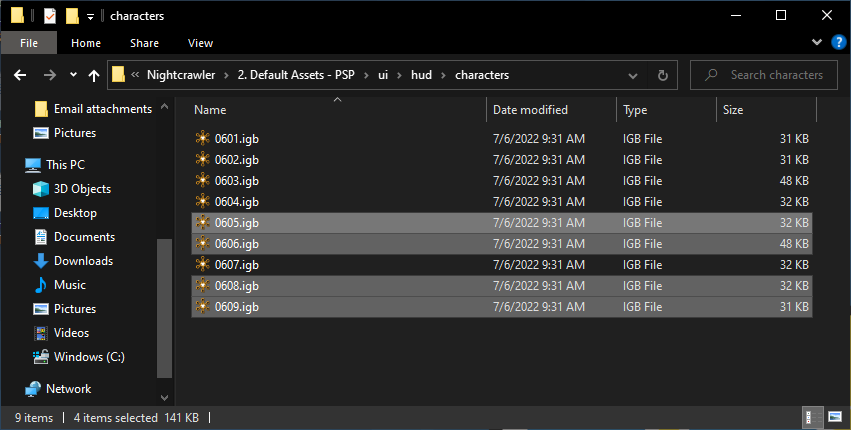 characters
File Home Share View
« Nightcrawler › 2. Default Assets - PSP › ui › hud › characters
Search characters
Email attachments
Pictures
This PC
3D Objects
Desktop
Documents
Downloads
Music
Pictures
Videos
Windows (C:)
Network
Name Date modified Type Size
0601.igb 7/6/2022 9:31 AM IGB File 31 KB
0602.igb 7/6/2022 9:31 AM IGB File 31 KB
0603.igb 7/6/2022 9:31 AM IGB File 48 KB
0604.igb 7/6/2022 9:31 AM IGB File 32 KB
0605.igb 7/6/2022 9:31 AM IGB File 32 KB
0606.igb 7/6/2022 9:31 AM IGB File 48 KB
0607.igb 7/6/2022 9:31 AM IGB File 32 KB
0608.igb 7/6/2022 9:31 AM IGB File 32 KB
0609.igb 7/6/2022 9:31 AM IGB File 31 KB
9 items 4 items selected 141 KB